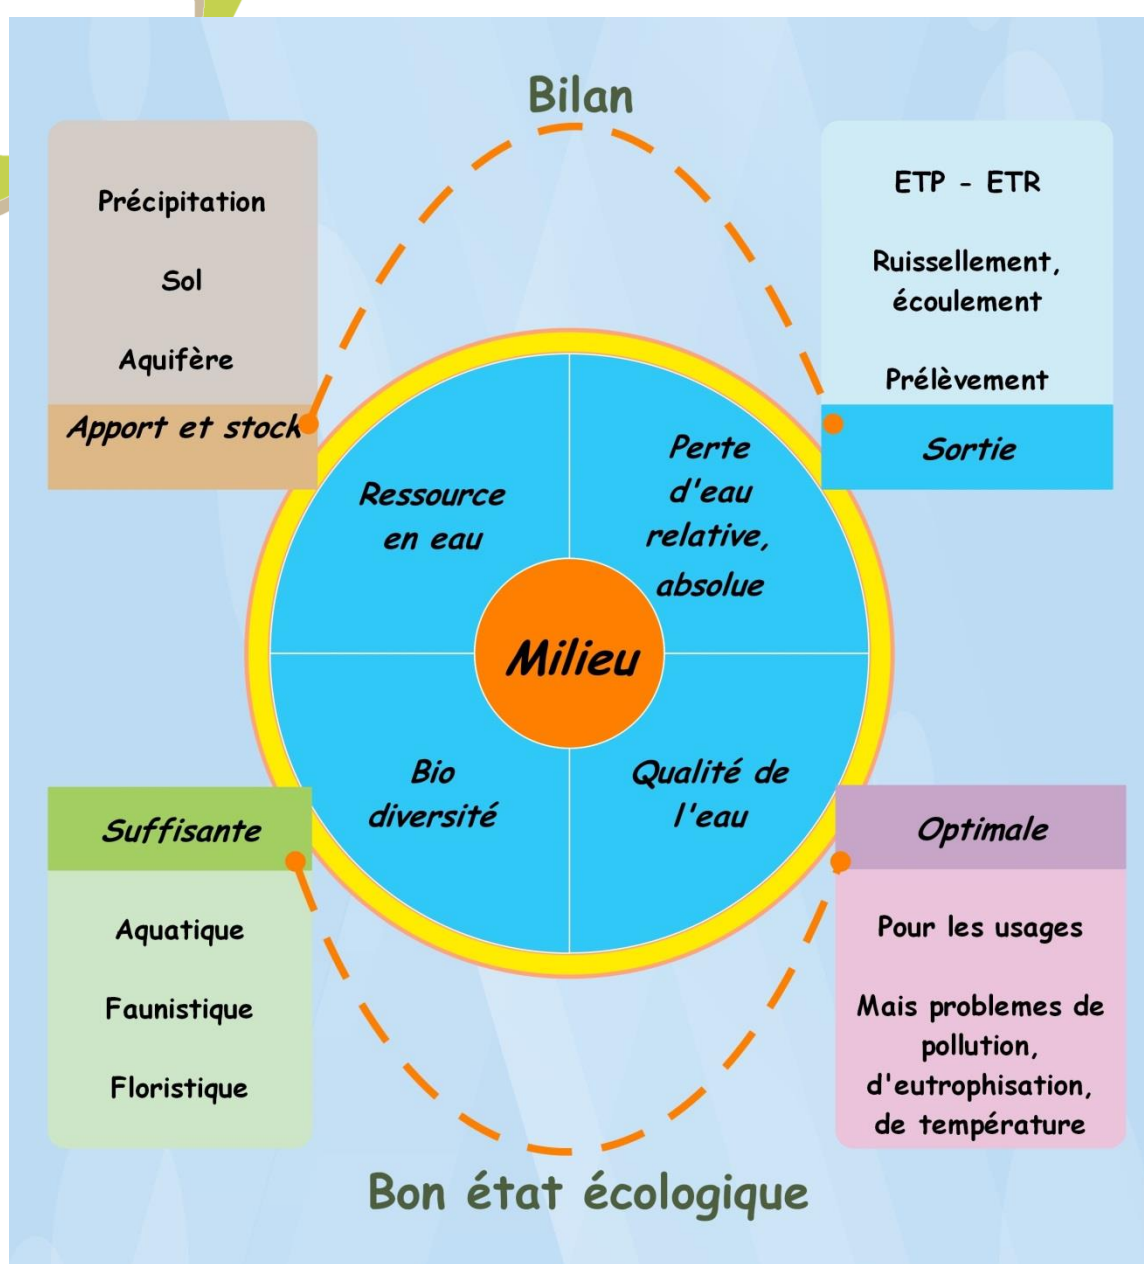 Bilan
Précipitation
Sol
Aquifère
Apport et stock
ETP - ETR
Ruissellement,
écoulement
Prélèvement
Sortie
Ressource
en eau
Perte
d'eau
relative,
absolue
Milieu
Bio
diversité
Qualité de
l'eau
Suffisante
Aquatique
Faunistique
Floristique
Optimale
Pour les usages
Mais problemes de
pollution,
d'eutrophisation,
de température
Bon état écologique